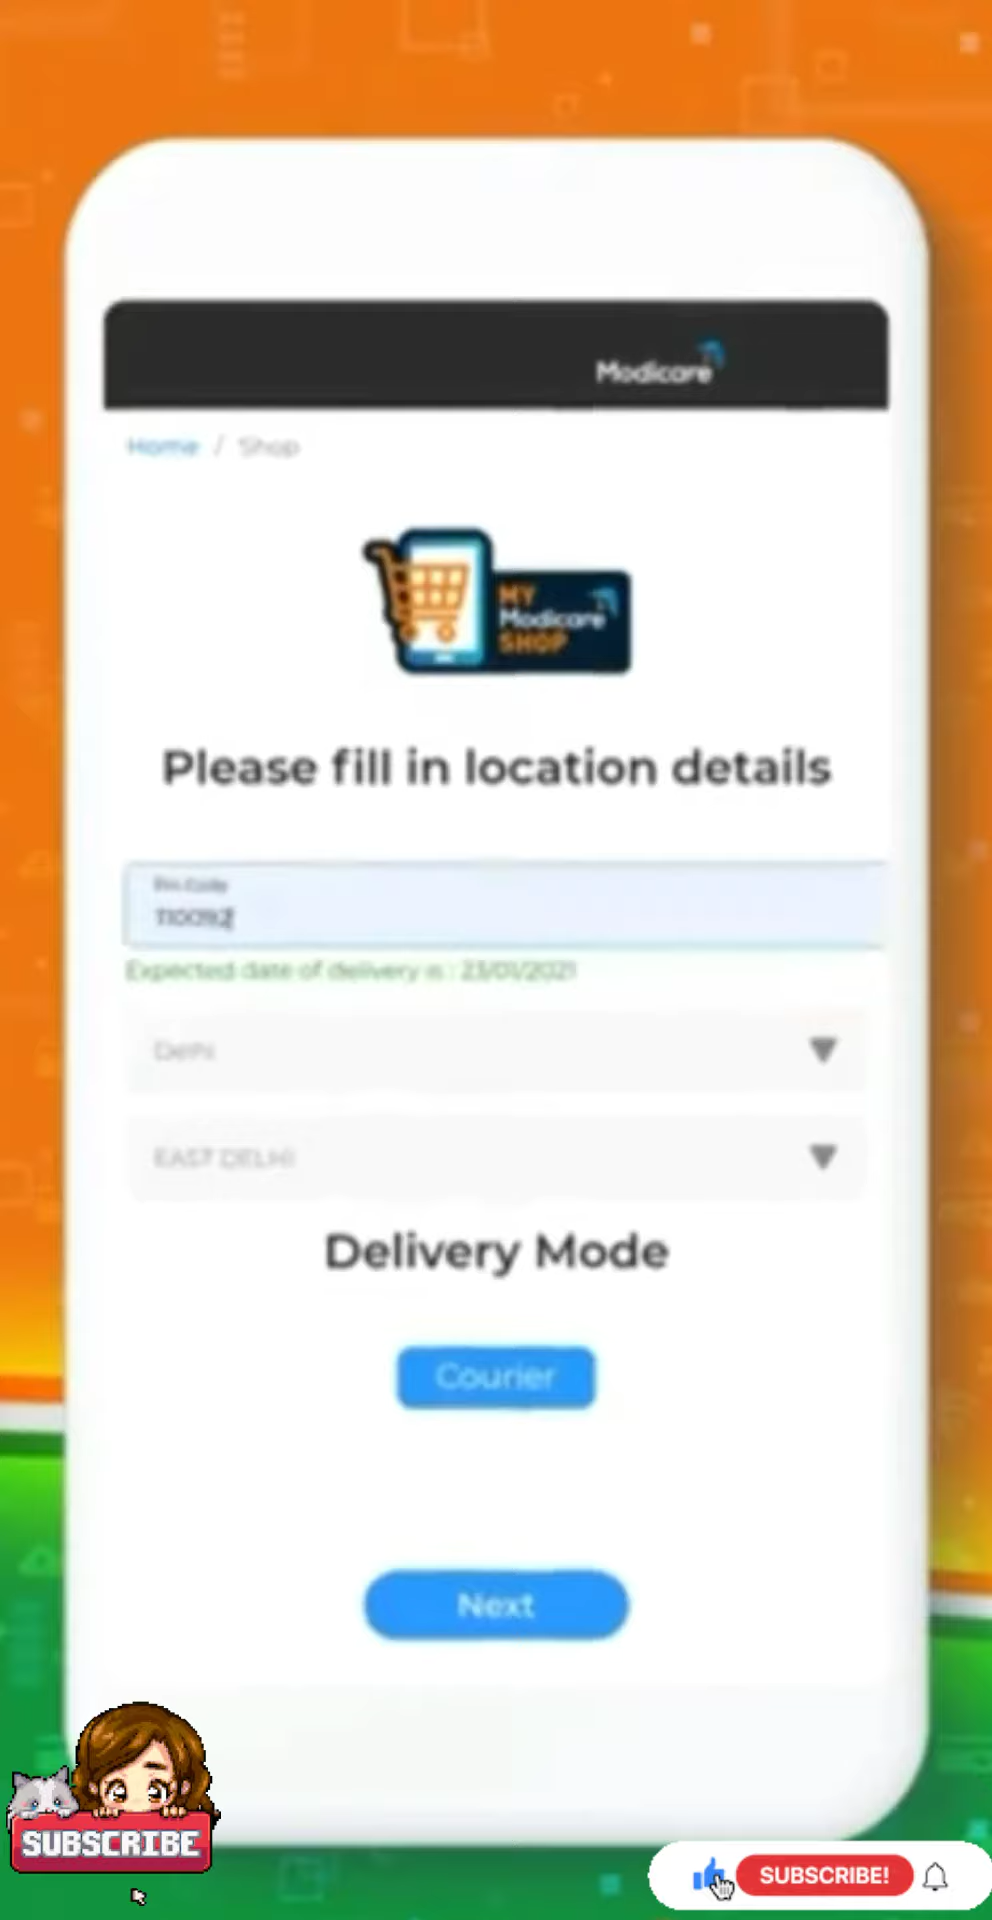 Modicare
Home / Shop
MY
Modicare
SHOP
Please fill in location details
Pin Code
110092
Expected date of delivery is : 23/01/2021
Delhi
EAST DELHI
Delivery Mode
Courier
Next
SUBSCRIBE
SUBSCRIBE!